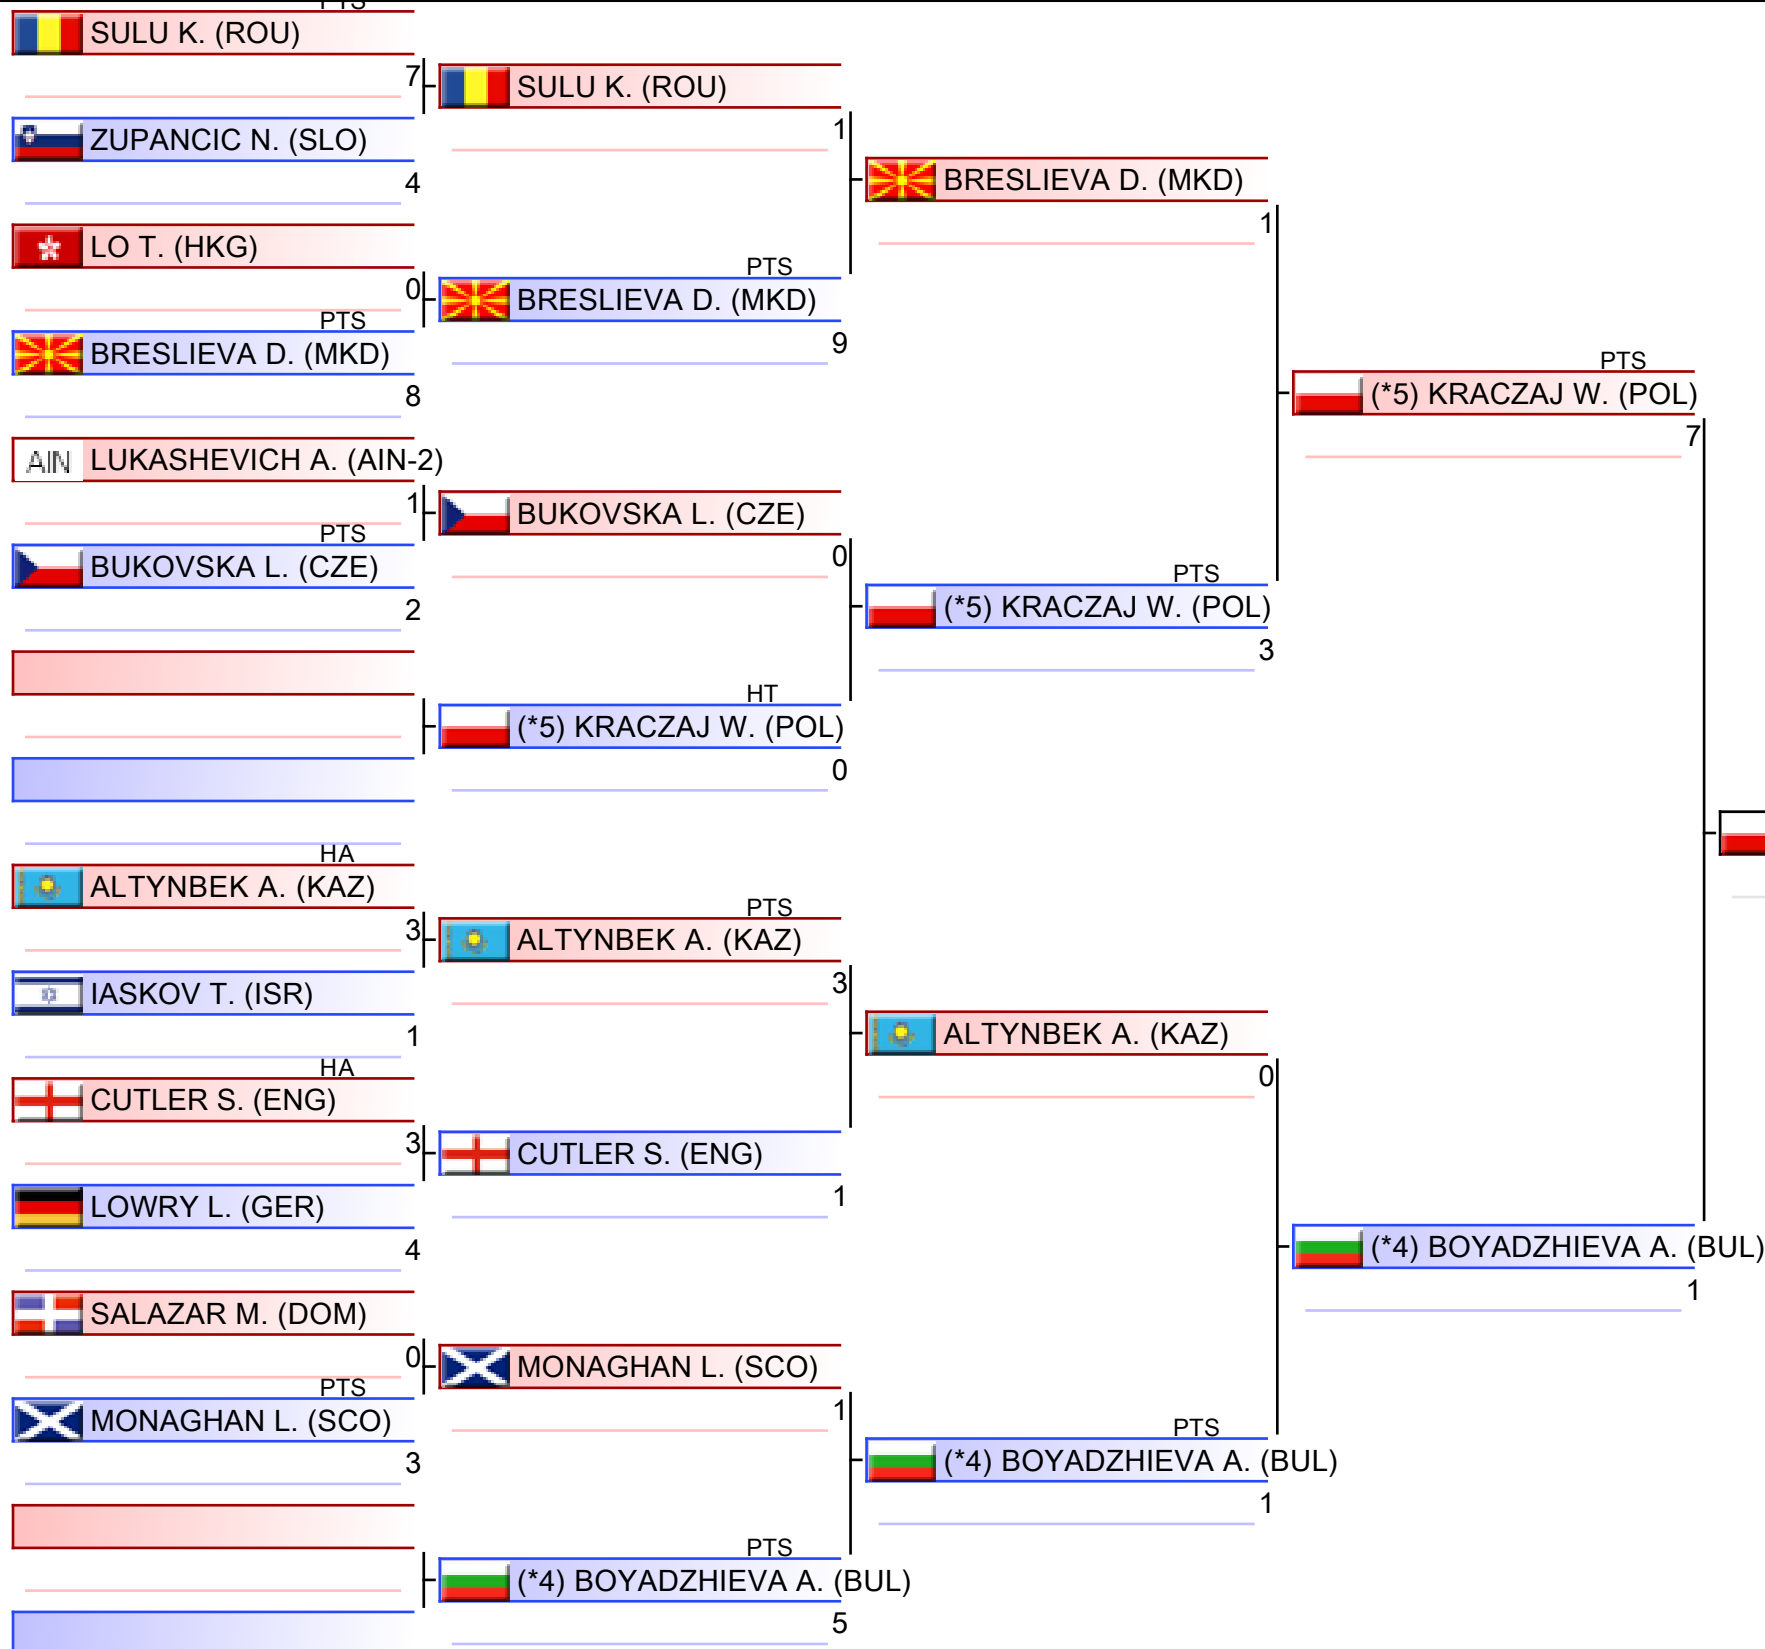 PTS
SULU K. (ROU)
7
ZUPANCIC N. (SLO)
4
LO T. (HKG)
0
PTS
BRESLIEVA D. (MKD)
8
AIN LUKASHEVICH A. (AIN-2)
1
PTS
BUKOVSKA L. (CZE)
2
HA
ALTYNBEK A. (KAZ)
3
IASKOV T. (ISR)
1
HA
CUTLER S. (ENG)
3
LOWRY L. (GER)
4
SALAZAR M. (DOM)
0
PTS
MONAGHAN L. (SCO)
3
SULU K. (ROU)
1
PTS
BRESLIEVA D. (MKD)
9
BUKOVSKA L. (CZE)
0
HT
(*5) KRACZAJ W. (POL)
0
PTS
ALTYNBEK A. (KAZ)
3
CUTLER S. (ENG)
1
MONAGHAN L. (SCO)
1
PTS
(*4) BOYADZHIEVA A. (BUL)
5
BRESLIEVA D. (MKD)
1
PTS
(*5) KRACZAJ W. (POL)
3
ALTYNBEK A. (KAZ)
0
PTS
(*4) BOYADZHIEVA A. (BUL)
1
PTS
(*5) KRACZAJ W. (POL)
7
(*4) BOYADZHIEVA A. (BUL)
1